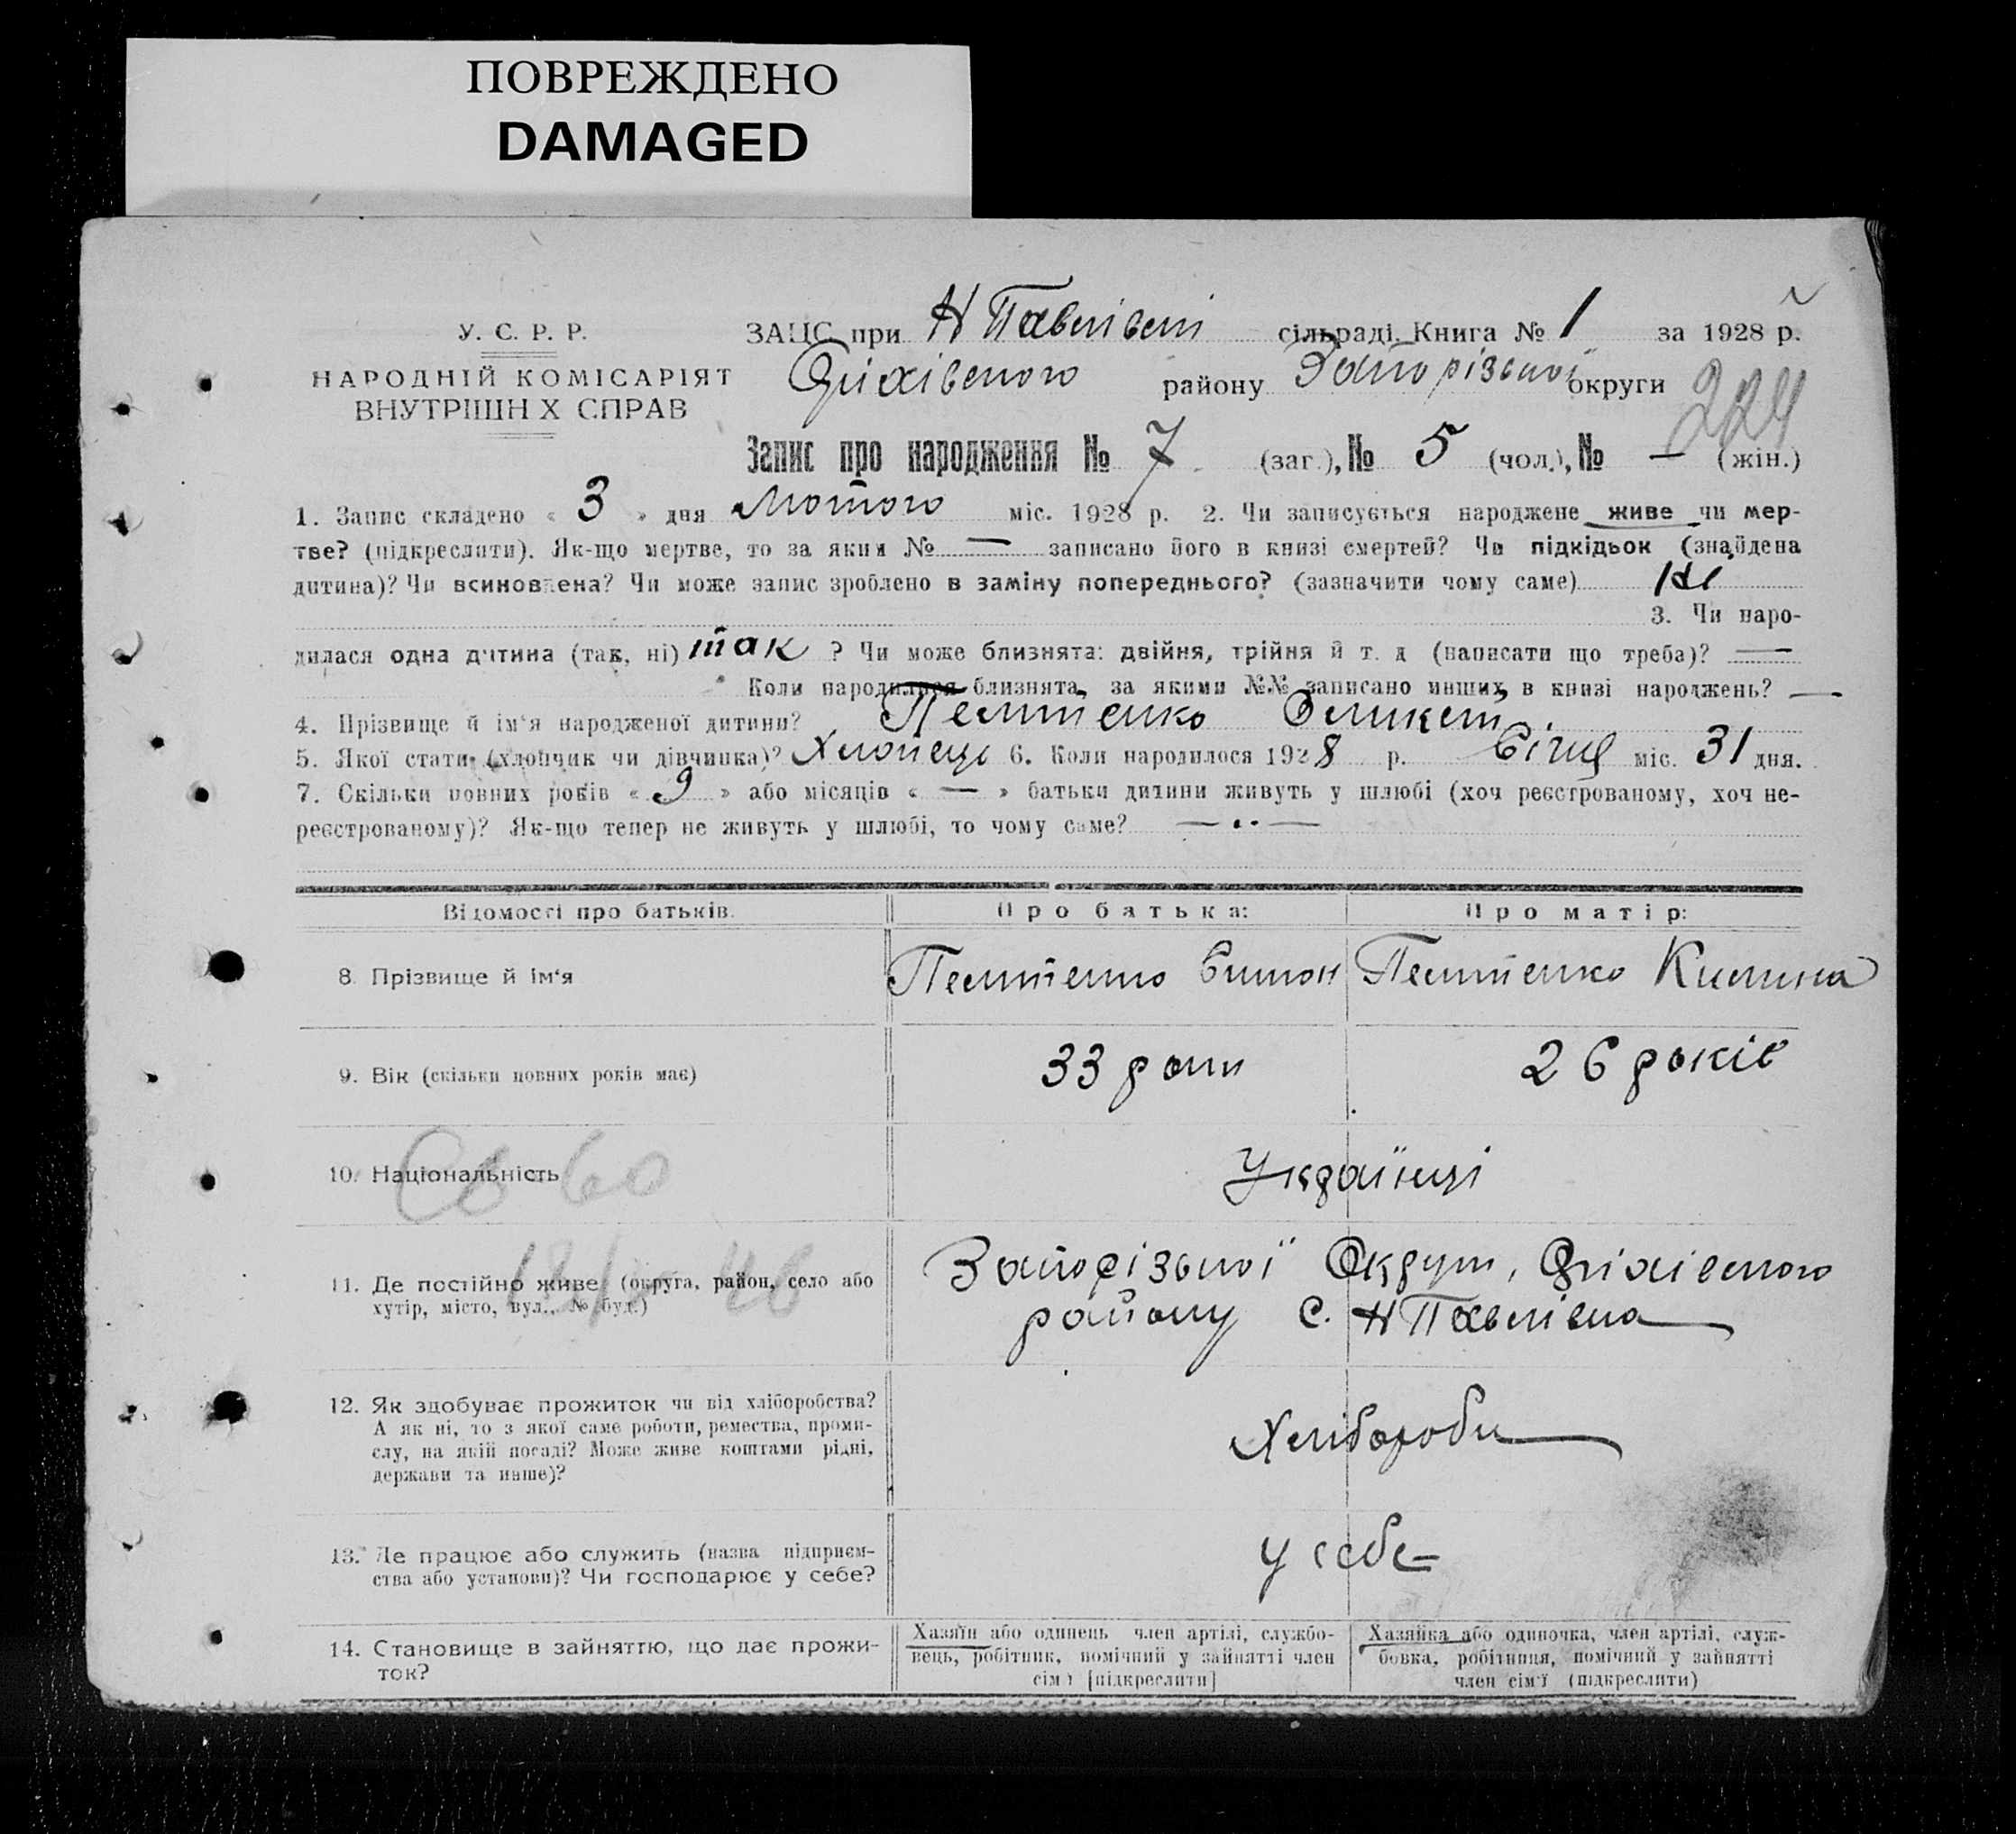 ПОВРЕЖДЕНО
DAMAGED
У. С. Р. Р.
НАРОДНІЙ КОМІСАРІЯТ
ВНУТРІШН Х СПРАВ
ЗАЦС при Н Павлівські сільраді. Книга № 1 за 1928 р.
Оріхівського району Запорізької округи
224
Запис про народження № 7 (заг.), № 5 (чол.), № — (жін.)
1. Запис складено « 3 » дня Лютого міс. 1928 р. 2. Чи записується народжене живе чи мер-
тве? (підкреслити). Як-що мертве, то за яким № — записано його в книзі смертей? Чи підкідьок (знайдена
дитина)? Чи всиновлена? Чи може запис зроблено в заміну попереднього? (зазначити чому саме) Ні
3. Чи наро-
дилася одна дитина (так, ні) так ? Чи може близнята: двійня, трійня й т. д (написати що треба)? —
Коли народилися близнята, за якими №№ записано инших в книзі народжень? —
4. Прізвище й ім'я народженої дитини?
5. Якої стати (хлопчик чи дівчинка)? Хлопець 6. Коли народилося 1928 р. Січня міс. 31 дня.
7. Скільки повних років « 9 » або місяців « — » батьки дитини живуть у шлюбі (хоч реєстрованому, хоч не-
реєстрованому)? Як-що тепер не живуть у шлюбі, то чому саме? —„—
Відомості про батьків. Про батька: Про матір:
8. Прізвище й ім'я
9. Вік (скільки повних років має) 33 роки 26 років
10. Національність Українці
11. Де постійно живе (округа, район, село або
хутір, місто, вул., № буд.)
Запорізької Округи, Оріхівського
району с. Н Павлівка
12. Як здобуває прожиток чи від хліборобства?
А як ні, то з якої саме роботи, ремества, проми-
слу, на якій посаді? Може живе коштами рідні,
держави та инше)?
Хлібороби
13. Де працює або служить (назва підприєм-
ства або установи)? Чи господарює у себе?
у себе
14. Становище в зайняттю, що дає прожи-
ток?
Хазяїн або одинець член артілі, службо-
вець, робітник, помічний у зайнятті член
сім ї [підкреслити]
Хазяйка або одиночка, член артілі, служ-
бовка, робітниця, помічний у зайнятті
член сім'ї (підкреслити)